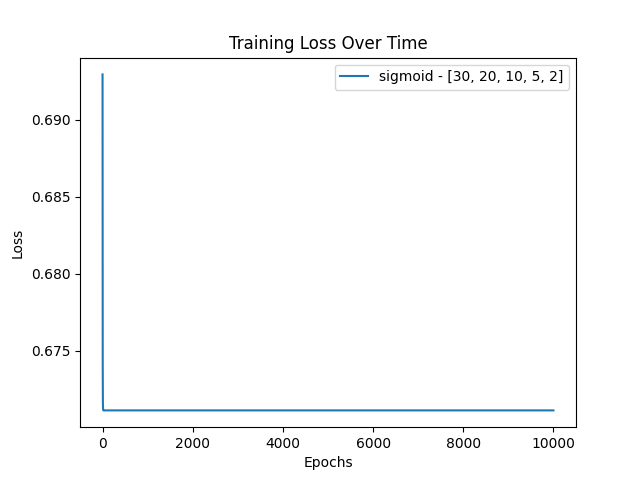 Training Loss Over Time
sigmoid - [30, 20, 10, 5, 2]
0.690
0.685
0.680
0.675
Loss
0 2000 4000 6000 8000 10000
Epochs